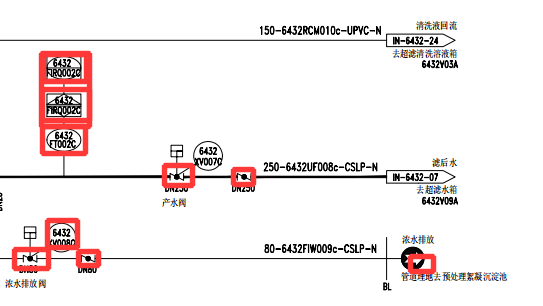 150-6432RCM010c-UPVC-N
清洗液回流
IN-6432-24
去超滤清洗溶液箱
6432V03A
6432
FIRQ002C
6432
FIRQ002C
6432
FT002C
6432
XV007C
250-6432UF008c-CSLP-N
滤后水
IN-6432-07
去超滤水箱
6432V09A
DN250
DN250
产水阀
6432
XV008C
80-6432FIW009c-CSLP-N
浓水排放
DN80
DN80
浓水排放阀
管道埋地去预处理絮凝沉淀池
BL